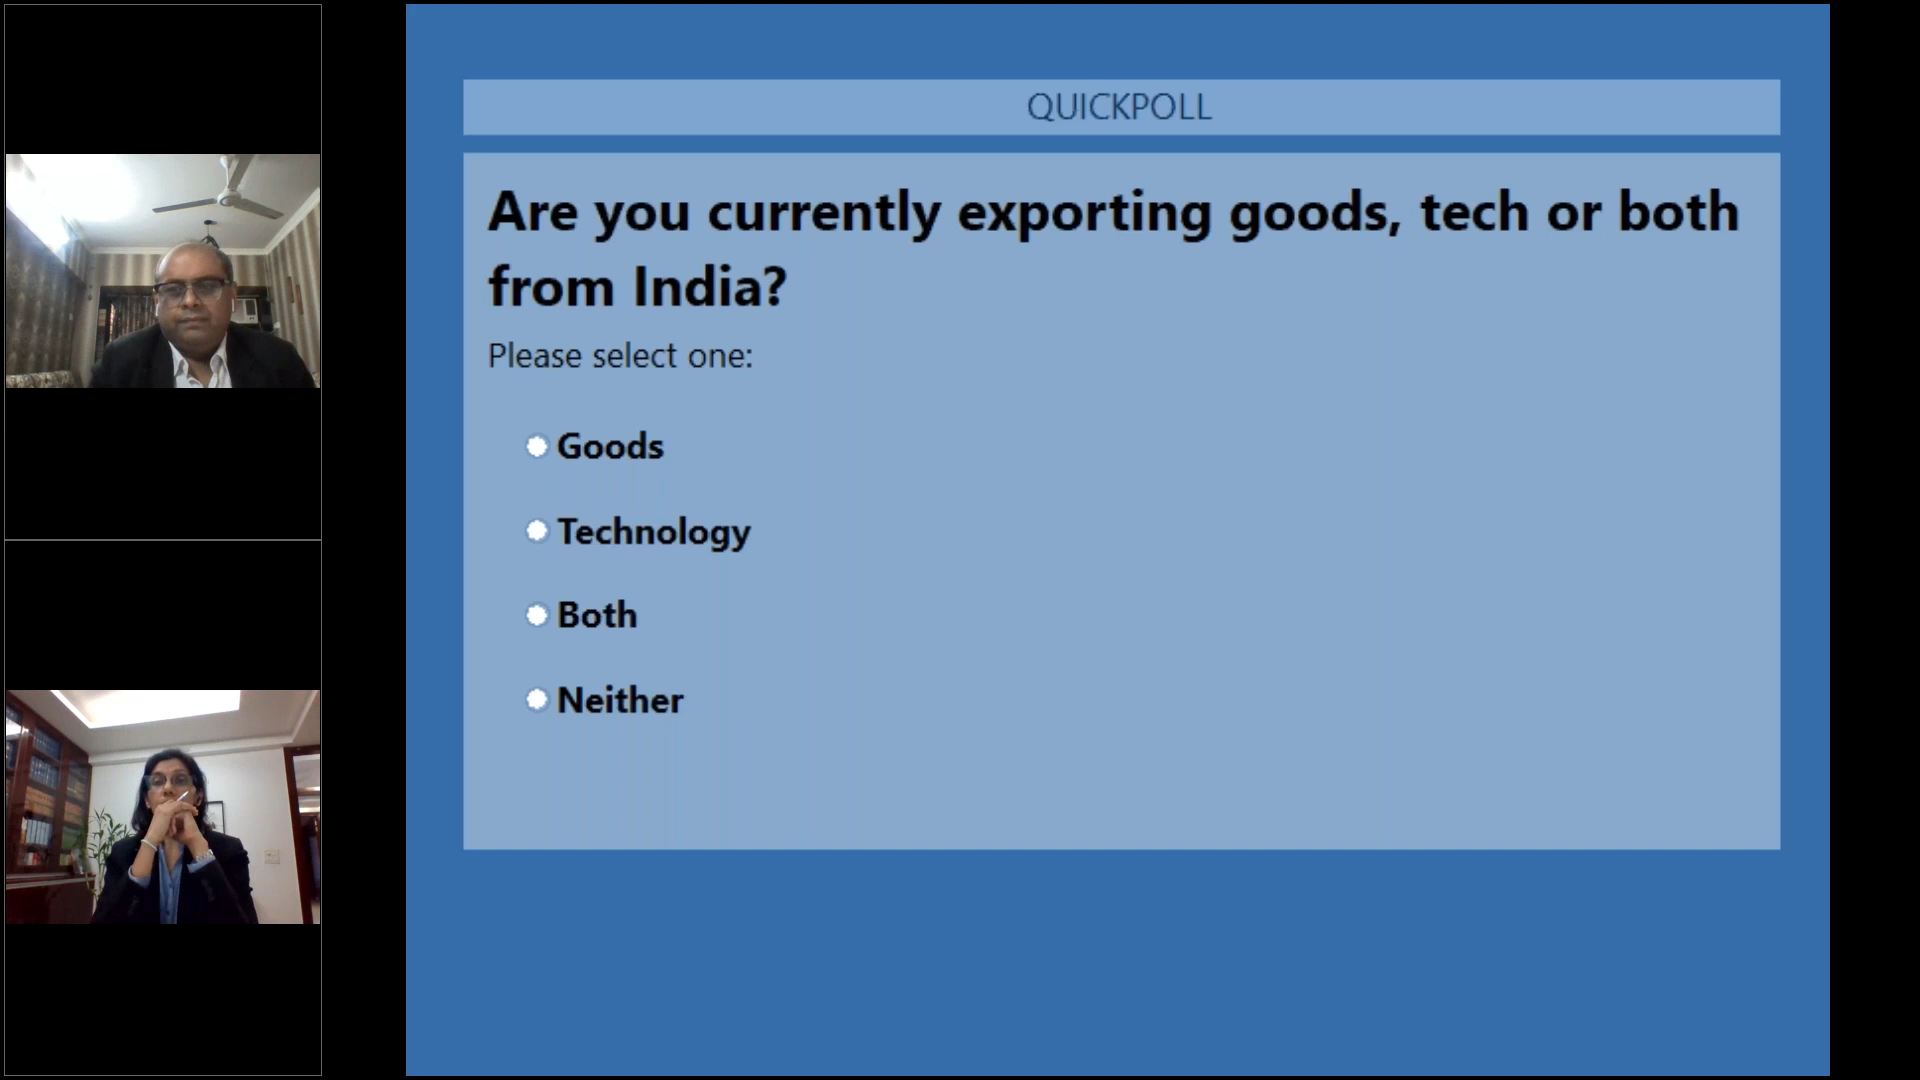 QUICKPOLL
Are you currently exporting goods, tech or both
from India?
Please select one:
Goods
Technology
Both
Neither